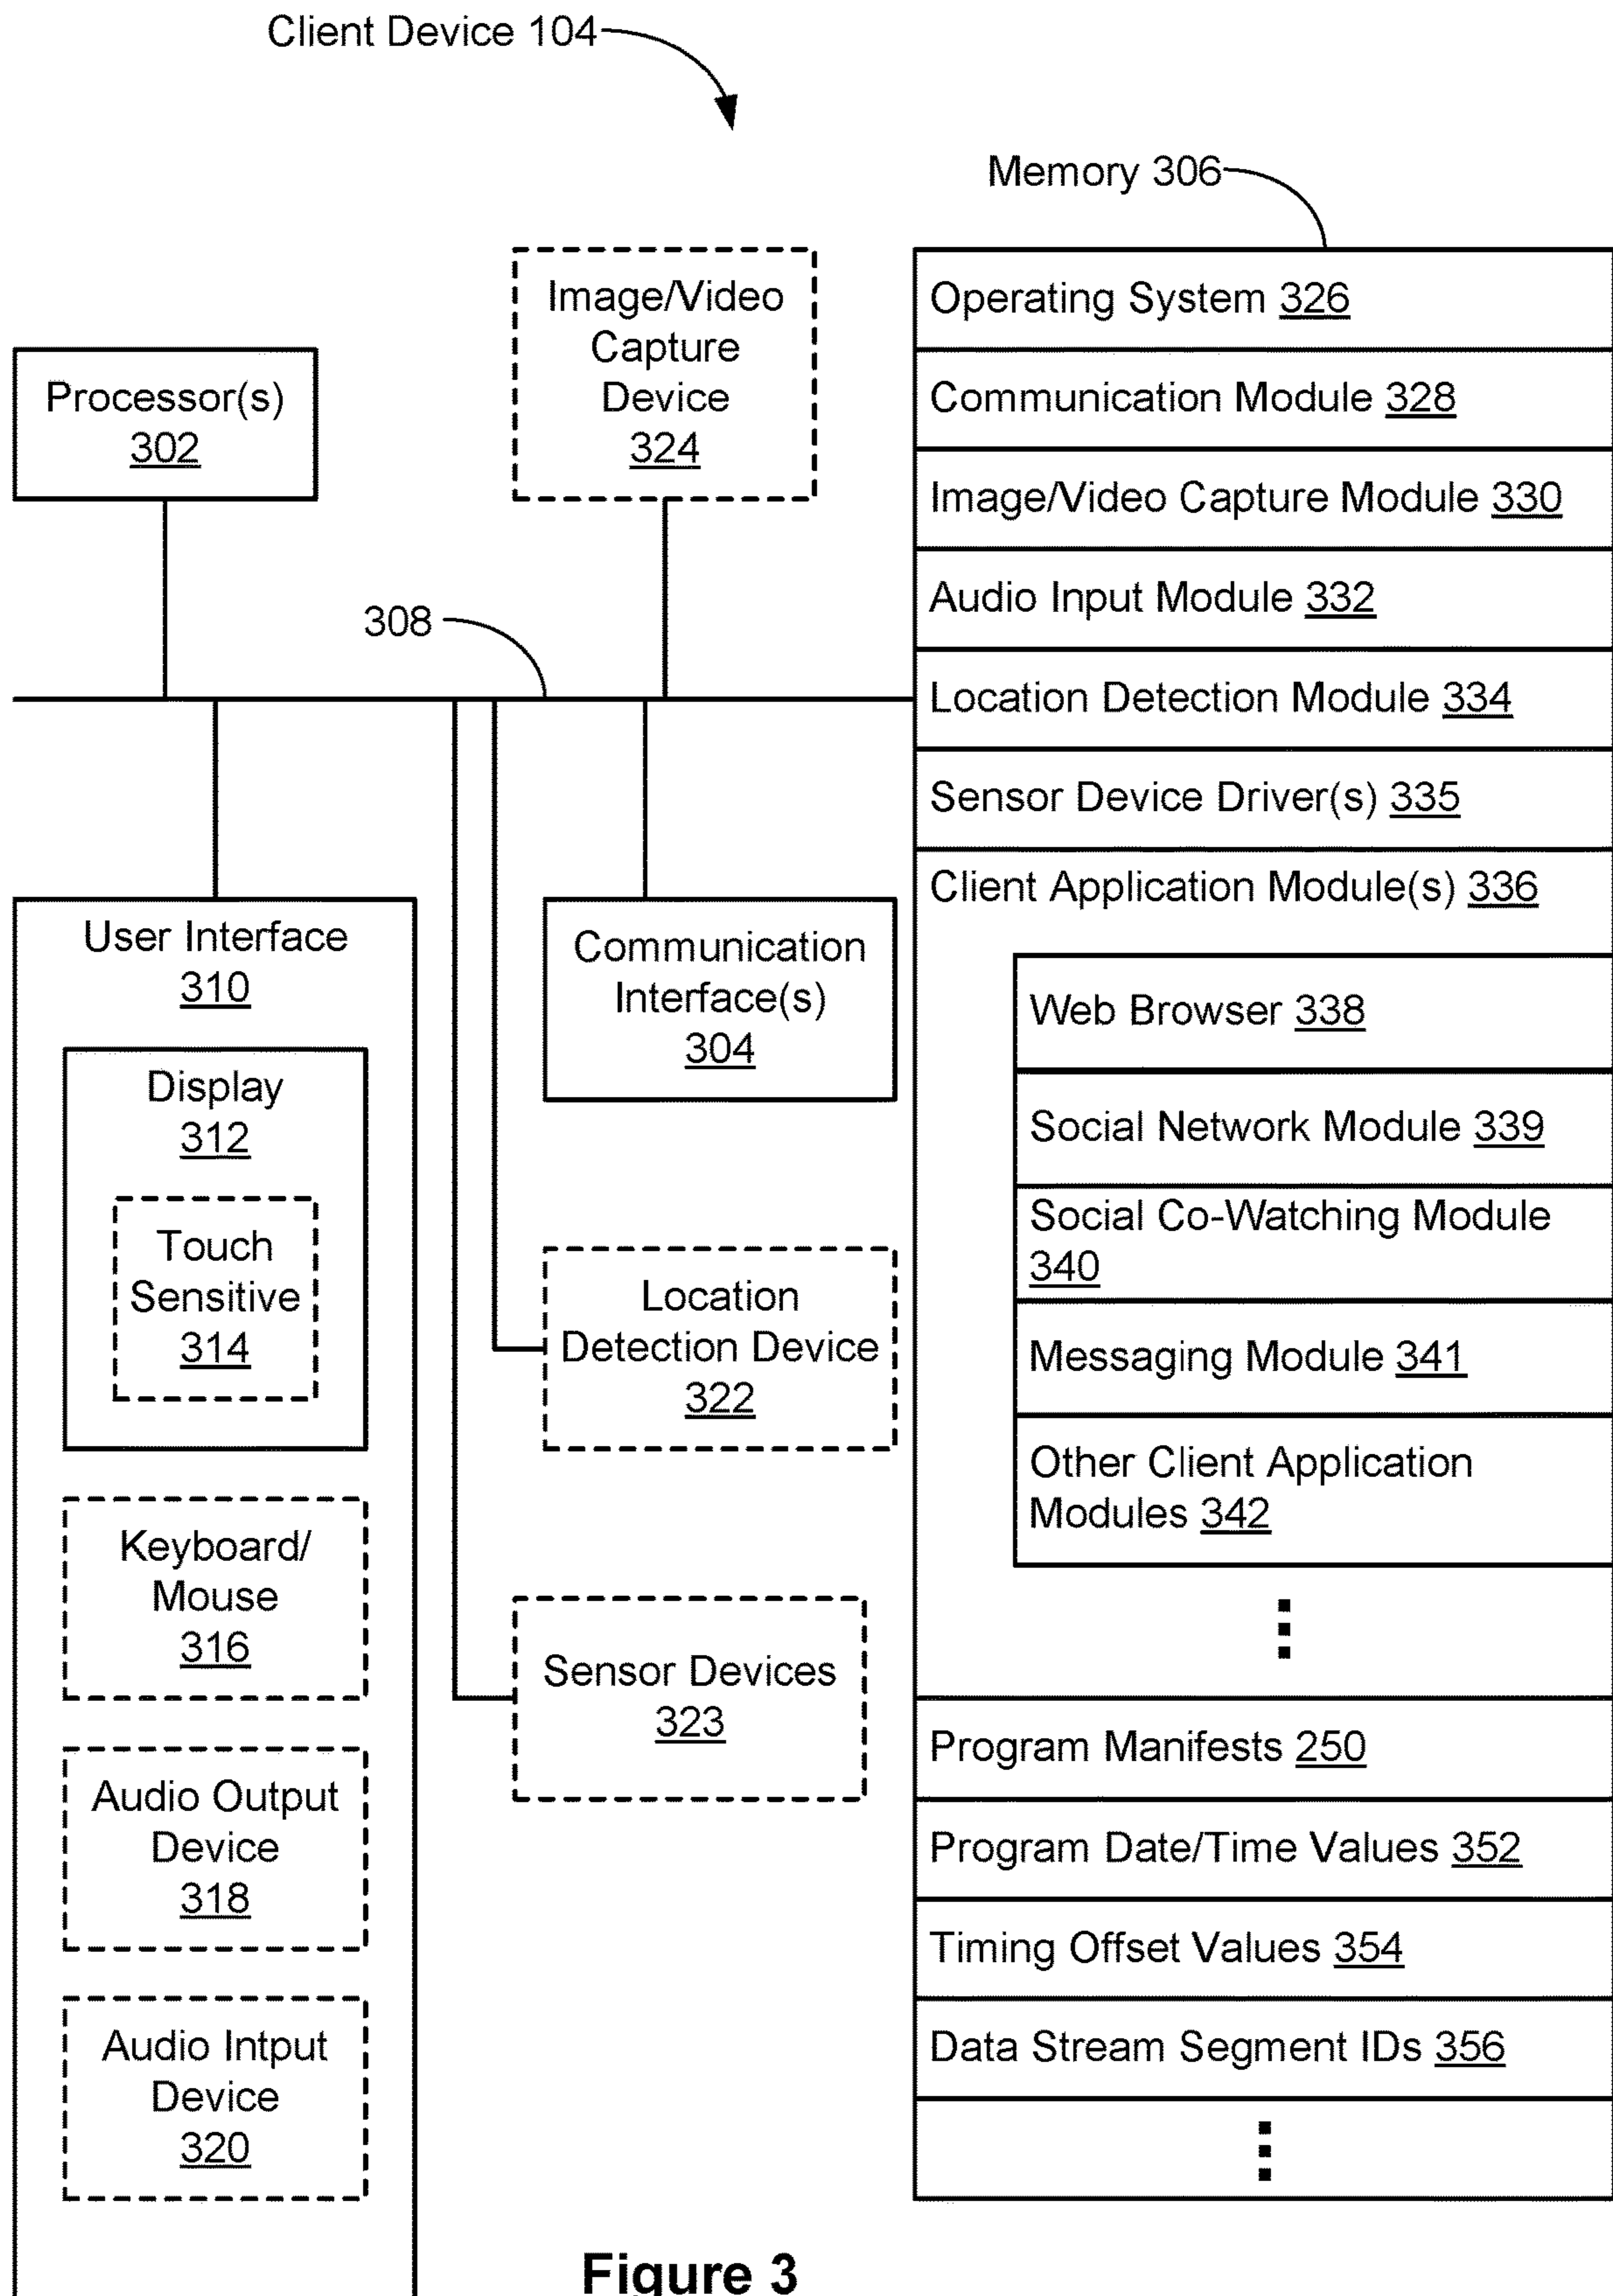 Client Device 104
Memory 306
Processor(s)
302
Image/Video
Capture
Device
324
308
User Interface
310
Display
312
Touch
Sensitive
314
Keyboard/
Mouse
316
Audio Output
Device
318
Audio Intput
Device
320
Communication
Interface(s)
304
Location
Detection Device
322
Sensor Devices
323
Operating System 326
Communication Module 328
Image/Video Capture Module 330
Audio Input Module 332
Location Detection Module 334
Sensor Device Driver(s) 335
Client Application Module(s) 336
Web Browser 338
Social Network Module 339
Social Co-Watching Module
340
Messaging Module 341
Other Client Application
Modules 342
Program Manifests 250
Program Date/Time Values 352
Timing Offset Values 354
Data Stream Segment IDs 356
Figure 3